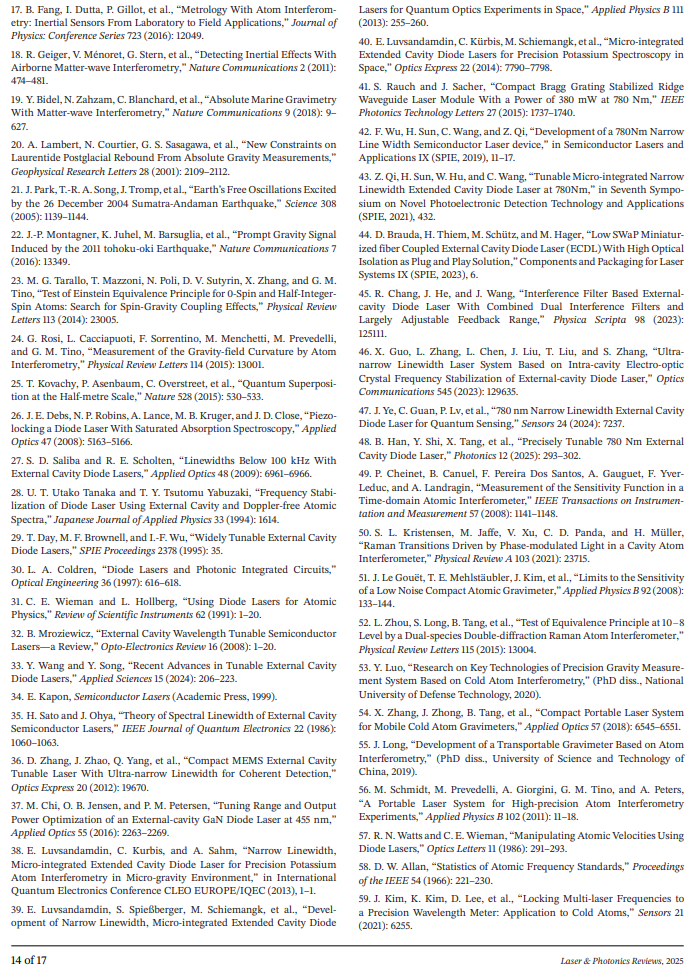 17. B. Fang, I. Dutta, P. Gillot, et al., “Metrology With Atom Interferom-
etry: Inertial Sensors From Laboratory to Field Applications,” Journal of
Physics: Conference Series 723 (2016): 12049.
18. R. Geiger, V. Ménoret, G. Stern, et al., “Detecting Inertial Effects With
Airborne Matter-wave Interferometry,” Nature Communications 2 (2011):
474–481.
19. Y. Bidel, N. Zahzam, C. Blanchard, et al., “Absolute Marine Gravimetry
With Matter-wave Interferometry,” Nature Communications 9 (2018): 9–
627.
20. A. Lambert, N. Courtier, G. S. Sasagawa, et al., “New Constraints on
Laurentide Postglacial Rebound From Absolute Gravity Measurements,”
Geophysical Research Letters 28 (2001): 2109–2112.
21. J. Park, T.-R. A. Song, J. Tromp, et al., “Earth’s Free Oscillations Excited
by the 26 December 2004 Sumatra-Andaman Earthquake,” Science 308
(2005): 1139–1144.
22. J.-P. Montagner, K. Juhel, M. Barsuglia, et al., “Prompt Gravity Signal
Induced by the 2011 tohoku-oki Earthquake,” Nature Communications 7
(2016): 13349.
23. M. G. Tarallo, T. Mazzoni, N. Poli, D. V. Sutyrin, X. Zhang, and G. M.
Tino, “Test of Einstein Equivalence Principle for 0-Spin and Half-Integer-
Spin Atoms: Search for Spin-Gravity Coupling Effects,” Physical Review
Letters 113 (2014): 23005.
24. G. Rosi, L. Cacciapuoti, F. Sorrentino, M. Menchetti, M. Prevedelli,
and G. M. Tino, “Measurement of the Gravity-field Curvature by Atom
Interferometry,” Physical Review Letters 114 (2015): 13001.
25. T. Kovachy, P. Asenbaum, C. Overstreet, et al., “Quantum Superposi-
tion at the Half-metre Scale,” Nature 528 (2015): 530–533.
26. J. E. Debs, N. P. Robins, A. Lance, M. B. Kruger, and J. D. Close, “Piezo-
locking a Diode Laser With Saturated Absorption Spectroscopy,” Applied
Optics 47 (2008): 5163–5166.
27. S. D. Saliba and R. E. Scholten, “Linewidths Below 100 kHz With
External Cavity Diode Lasers,” Applied Optics 48 (2009): 6961–6966.
28. U. T. Utako Tanaka and T. Y. Tsutomu Yabuzaki, “Frequency Stabi-
lization of Diode Laser Using External Cavity and Doppler-free Atomic
Spectra,” Japanese Journal of Applied Physics 33 (1994): 1614.
29. T. Day, M. F. Brownell, and I.-F. Wu, “Widely Tunable External Cavity
Diode Lasers,” SPIE Proceedings 2378 (1995): 35.
30. L. A. Coldren, “Diode Lasers and Photonic Integrated Circuits,”
Optical Engineering 36 (1997): 616–618.
31. C. E. Wieman and L. Hollberg, “Using Diode Lasers for Atomic
Physics,” Review of Scientific Instruments 62 (1991): 1–20.
32. B. Mroziewicz, “External Cavity Wavelength Tunable Semiconductor
Lasers—a Review,” Opto-Electronics Review 16 (2008): 1–20.
33. Y. Wang and Y. Song, “Recent Advances in Tunable External Cavity
Diode Lasers,” Applied Sciences 15 (2024): 206–223.
34. E. Kapon, Semiconductor Lasers (Academic Press, 1999).
35. H. Sato and J. Ohya, “Theory of Spectral Linewidth of External Cavity
Semiconductor Lasers,” IEEE Journal of Quantum Electronics 22 (1986):
1060–1063.
36. D. Zhang, J. Zhao, Q. Yang, et al., “Compact MEMS External Cavity
Tunable Laser With Ultra-narrow Linewidth for Coherent Detection,”
Optics Express 20 (2012): 19670.
37. M. Chi, O. B. Jensen, and P. M. Petersen, “Tuning Range and Output
Power Optimization of an External-cavity GaN Diode Laser at 455 nm,”
Applied Optics 55 (2016): 2263–2269.
38. E. Luvsandamdin, C. Kurbis, and A. Sahm, “Narrow Linewidth,
Micro-integrated Extended Cavity Diode Laser for Precision Potassium
Atom Interferometry in Micro-gravity Environment,” in International
Quantum Electronics Conference CLEO EUROPE/IQEC (2013), 1–1.
39. E. Luvsandamdin, S. Spießberger, M. Schiemangk, et al., “Devel-
opment of Narrow Linewidth, Micro-integrated Extended Cavity Diode
Lasers for Quantum Optics Experiments in Space,” Applied Physics B 111
(2013): 255–260.
40. E. Luvsandamdin, C. Kürbis, M. Schiemangk, et al., “Micro-integrated
Extended Cavity Diode Lasers for Precision Potassium Spectroscopy in
Space,” Optics Express 22 (2014): 7790–7798.
41. S. Rauch and J. Sacher, “Compact Bragg Grating Stabilized Ridge
Waveguide Laser Module With a Power of 380 mW at 780 Nm,” IEEE
Photonics Technology Letters 27 (2015): 1737–1740.
42. F. Wu, H. Sun, C. Wang, and Z. Qi, “Development of a 780Nm Narrow
Line Width Semiconductor Laser device,” in Semiconductor Lasers and
Applications IX (SPIE, 2019), 11–17.
43. Z. Qi, H. Sun, W. Hu, and C. Wang, “Tunable Micro-integrated Narrow
Linewidth Extended Cavity Diode Laser at 780Nm,” in Seventh Sympo-
sium on Novel Photoelectronic Detection Technology and Applications
(SPIE, 2021), 432.
44. D. Brauda, H. Thiem, M. Schütz, and M. Hager, “Low SWaP Miniatur-
ized fiber Coupled External Cavity Diode Laser (ECDL) With High Optical
Isolation as Plug and Play Solution,” Components and Packaging for Laser
Systems IX (SPIE, 2023), 6.
45. R. Chang, J. He, and J. Wang, “Interference Filter Based External-
cavity Diode Laser With Combined Dual Interference Filters and
Largely Adjustable Feedback Range,” Physica Scripta 98 (2023):
125111.
46. X. Guo, L. Zhang, L. Chen, J. Liu, T. Liu, and S. Zhang, “Ultra-
narrow Linewidth Laser System Based on Intra-cavity Electro-optic
Crystal Frequency Stabilization of External-cavity Diode Laser,” Optics
Communications 545 (2023): 129635.
47. J. Ye, C. Guan, P. Lv, et al., “780 nm Narrow Linewidth External Cavity
Diode Laser for Quantum Sensing,” Sensors 24 (2024): 7237.
48. B. Han, Y. Shi, X. Tang, et al., “Precisely Tunable 780 Nm External
Cavity Diode Laser,” Photonics 12 (2025): 293–302.
49. P. Cheinet, B. Canuel, F. Pereira Dos Santos, A. Gauguet, F. Yver-
Leduc, and A. Landragin, “Measurement of the Sensitivity Function in a
Time-domain Atomic Interferometer,” IEEE Transactions on Instrumen-
tation and Measurement 57 (2008): 1141–1148.
50. S. L. Kristensen, M. Jaffe, V. Xu, C. D. Panda, and H. Müller,
“Raman Transitions Driven by Phase-modulated Light in a Cavity Atom
Interferometer,” Physical Review A 103 (2021): 23715.
51. J. Le Gouët, T. E. Mehlstäubler, J. Kim, et al., “Limits to the Sensitivity
of a Low Noise Compact Atomic Gravimeter,” Applied Physics B 92 (2008):
133–144.
52. L. Zhou, S. Long, B. Tang, et al., “Test of Equivalence Principle at 10−8
Level by a Dual-species Double-diffraction Raman Atom Interferometer,”
Physical Review Letters 115 (2015): 13004.
53. Y. Luo, “Research on Key Technologies of Precision Gravity Measure-
ment System Based on Cold Atom Interferometry,” (PhD diss., National
University of Defense Technology, 2020).
54. X. Zhang, J. Zhong, B. Tang, et al., “Compact Portable Laser System
for Mobile Cold Atom Gravimeters,” Applied Optics 57 (2018): 6545–6551.
55. J. Long, “Development of a Transportable Gravimeter Based on Atom
Interferometry,” (PhD diss., University of Science and Technology of
China, 2019).
56. M. Schmidt, M. Prevedelli, A. Giorgini, G. M. Tino, and A. Peters,
“A Portable Laser System for High-precision Atom Interferometry
Experiments,” Applied Physics B 102 (2011): 11–18.
57. R. N. Watts and C. E. Wieman, “Manipulating Atomic Velocities Using
Diode Lasers,” Optics Letters 11 (1986): 291–293.
58. D. W. Allan, “Statistics of Atomic Frequency Standards,” Proceedings
of the IEEE 54 (1966): 221–230.
59. J. Kim, K. Kim, D. Lee, et al., “Locking Multi-laser Frequencies to
a Precision Wavelength Meter: Application to Cold Atoms,” Sensors 21
(2021): 6255.
14 of 17
Laser & Photonics Reviews, 2025